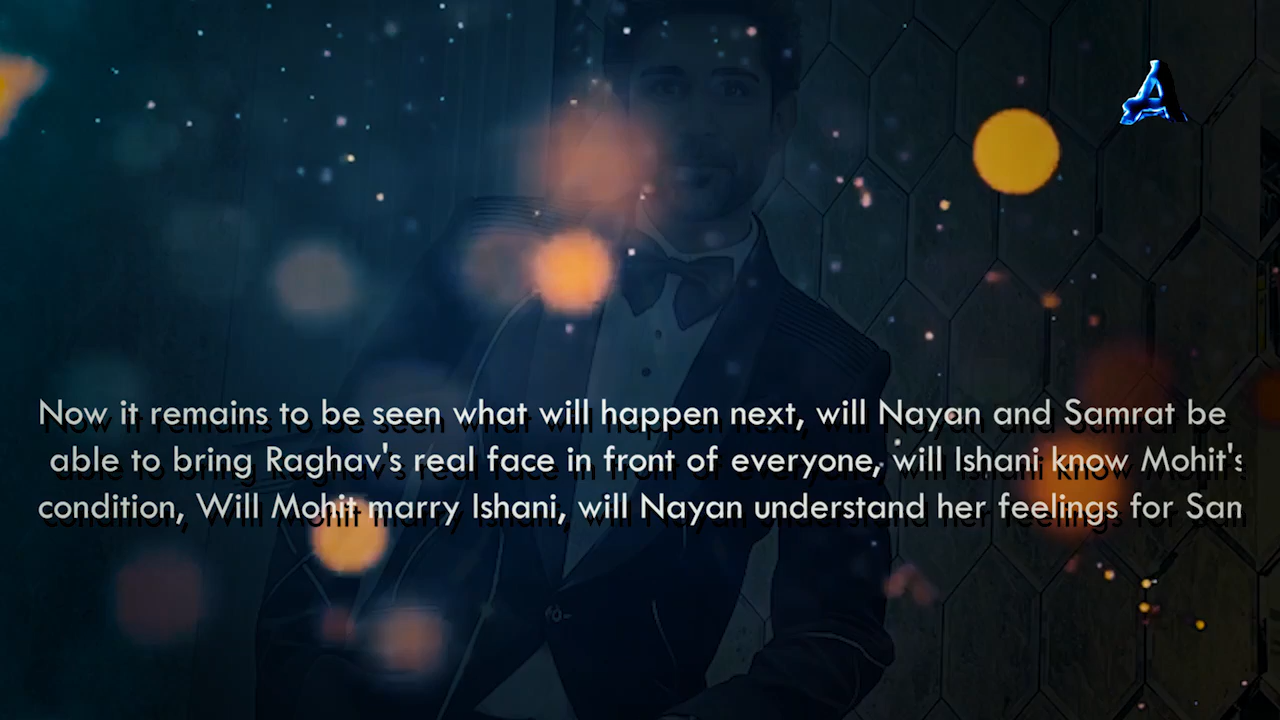 A
Now it remains to be seen what will happen next, will Nayan and Samrat be
able to bring Raghav's real face in front of everyone, will Ishani know Mohit's
condition, Will Mohit marry Ishani, will Nayan understand her feelings for